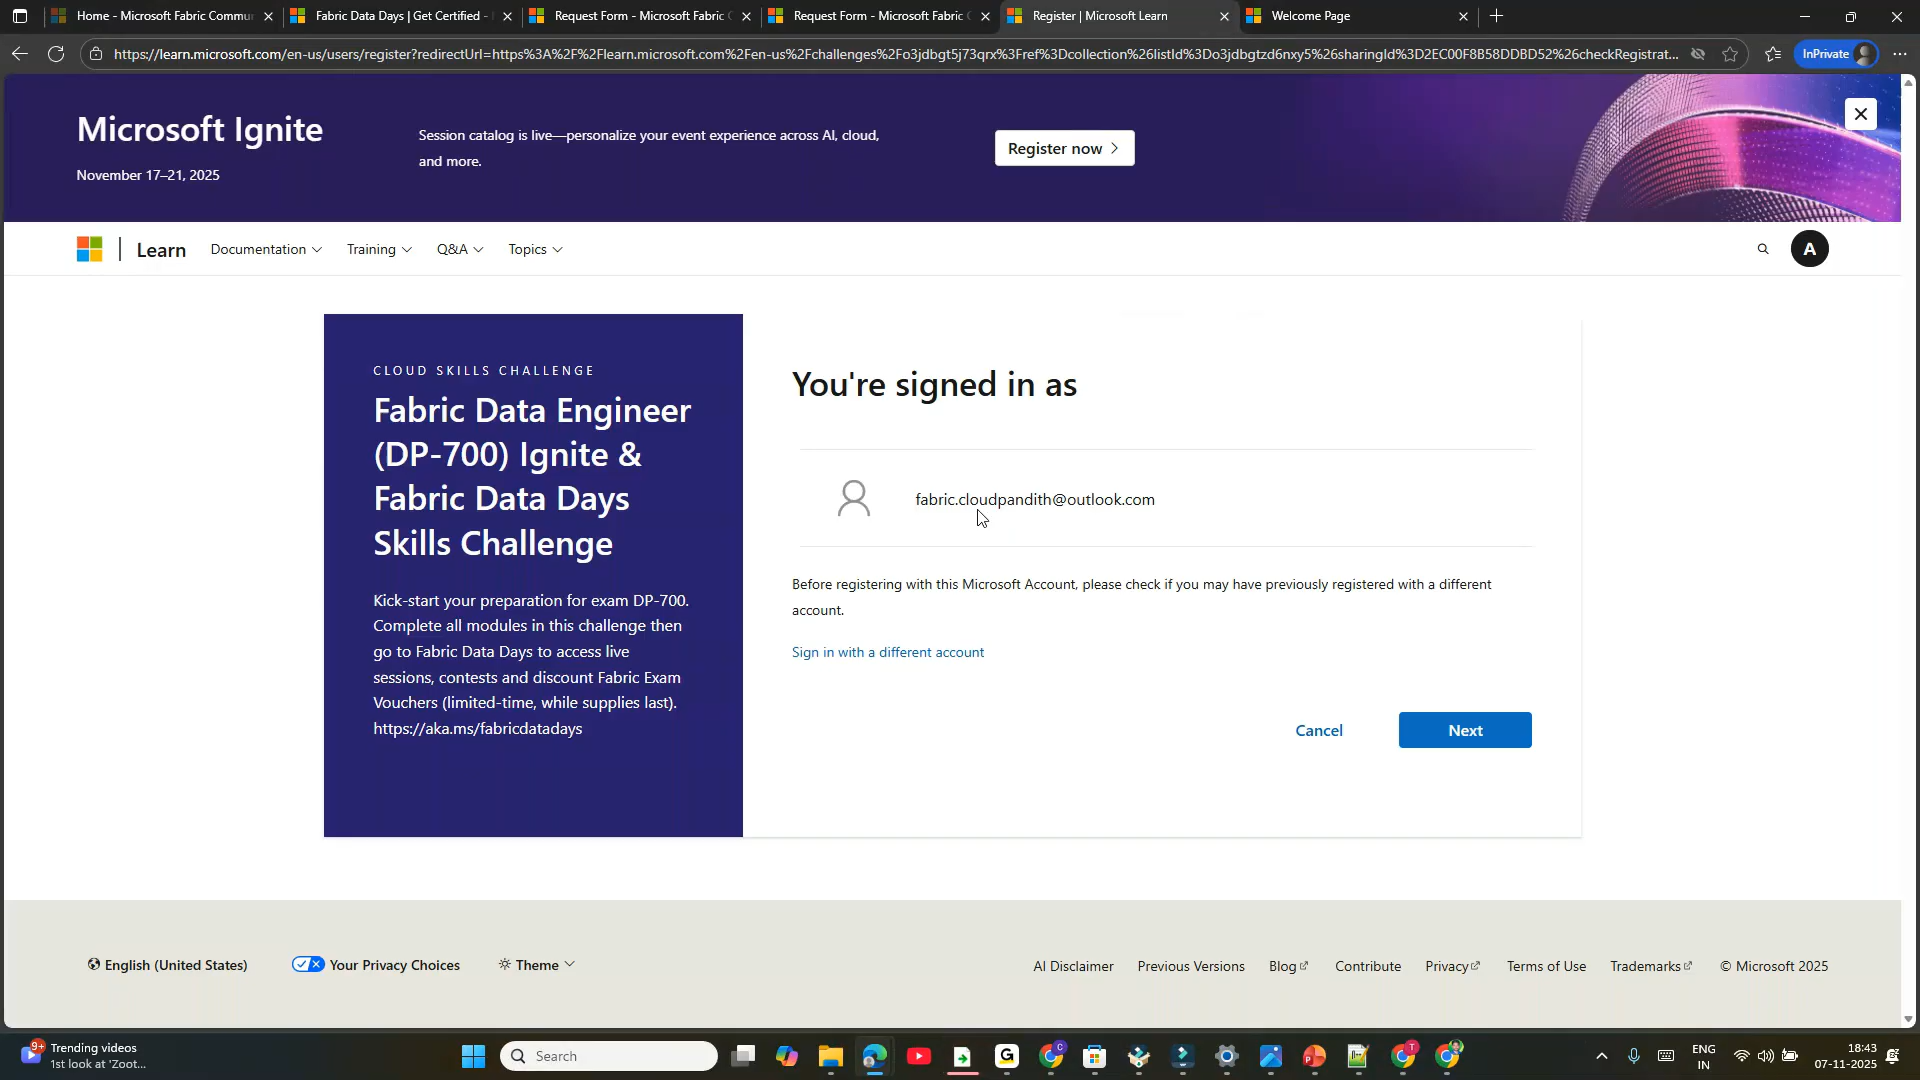 Home - Microsoft Fabric Commu
Fabric Data Days | Get Certified -
Request Form - Microsoft Fabric
Request Form - Microsoft Fabric
Register | Microsoft Learn
Welcome Page
https://learn.microsoft.com/en-us/users/register?redirectUrl=https%3A%2F%2Flearn.microsoft.com%2Fen-us%2Fchallenges%2Fo3jdbgt5j73qrx%3Fref%3Dcollection%26listId%3Do3jdbgtzd6nxy5%26sharingId%3D2EC00F8B58DDBD52%26checkRegistrat...
InPrivate
Microsoft Ignite
November 17–21, 2025
Session catalog is live—personalize your event experience across AI, cloud,
and more.
Register now
Learn
Documentation
Training
Q&A
Topics
A
CLOUD SKILLS CHALLENGE
Fabric Data Engineer
(DP-700) Ignite &
Fabric Data Days
Skills Challenge
Kick-start your preparation for exam DP-700.
Complete all modules in this challenge then
go to Fabric Data Days to access live
sessions, contests and discount Fabric Exam
Vouchers (limited-time, while supplies last).
https://aka.ms/fabricdatadays
You're signed in as
fabric.cloudpandith@outlook.com
Before registering with this Microsoft Account, please check if you may have previously registered with a different
account.
Sign in with a different account
Cancel
Next
English (United States)
Your Privacy Choices
Theme
AI Disclaimer
Previous Versions
Blog
Contribute
Privacy
Terms of Use
Trademarks
© Microsoft 2025
9+
Trending videos
1st look at 'Zoot...
Search
ENG
IN
18:43
07-11-2025